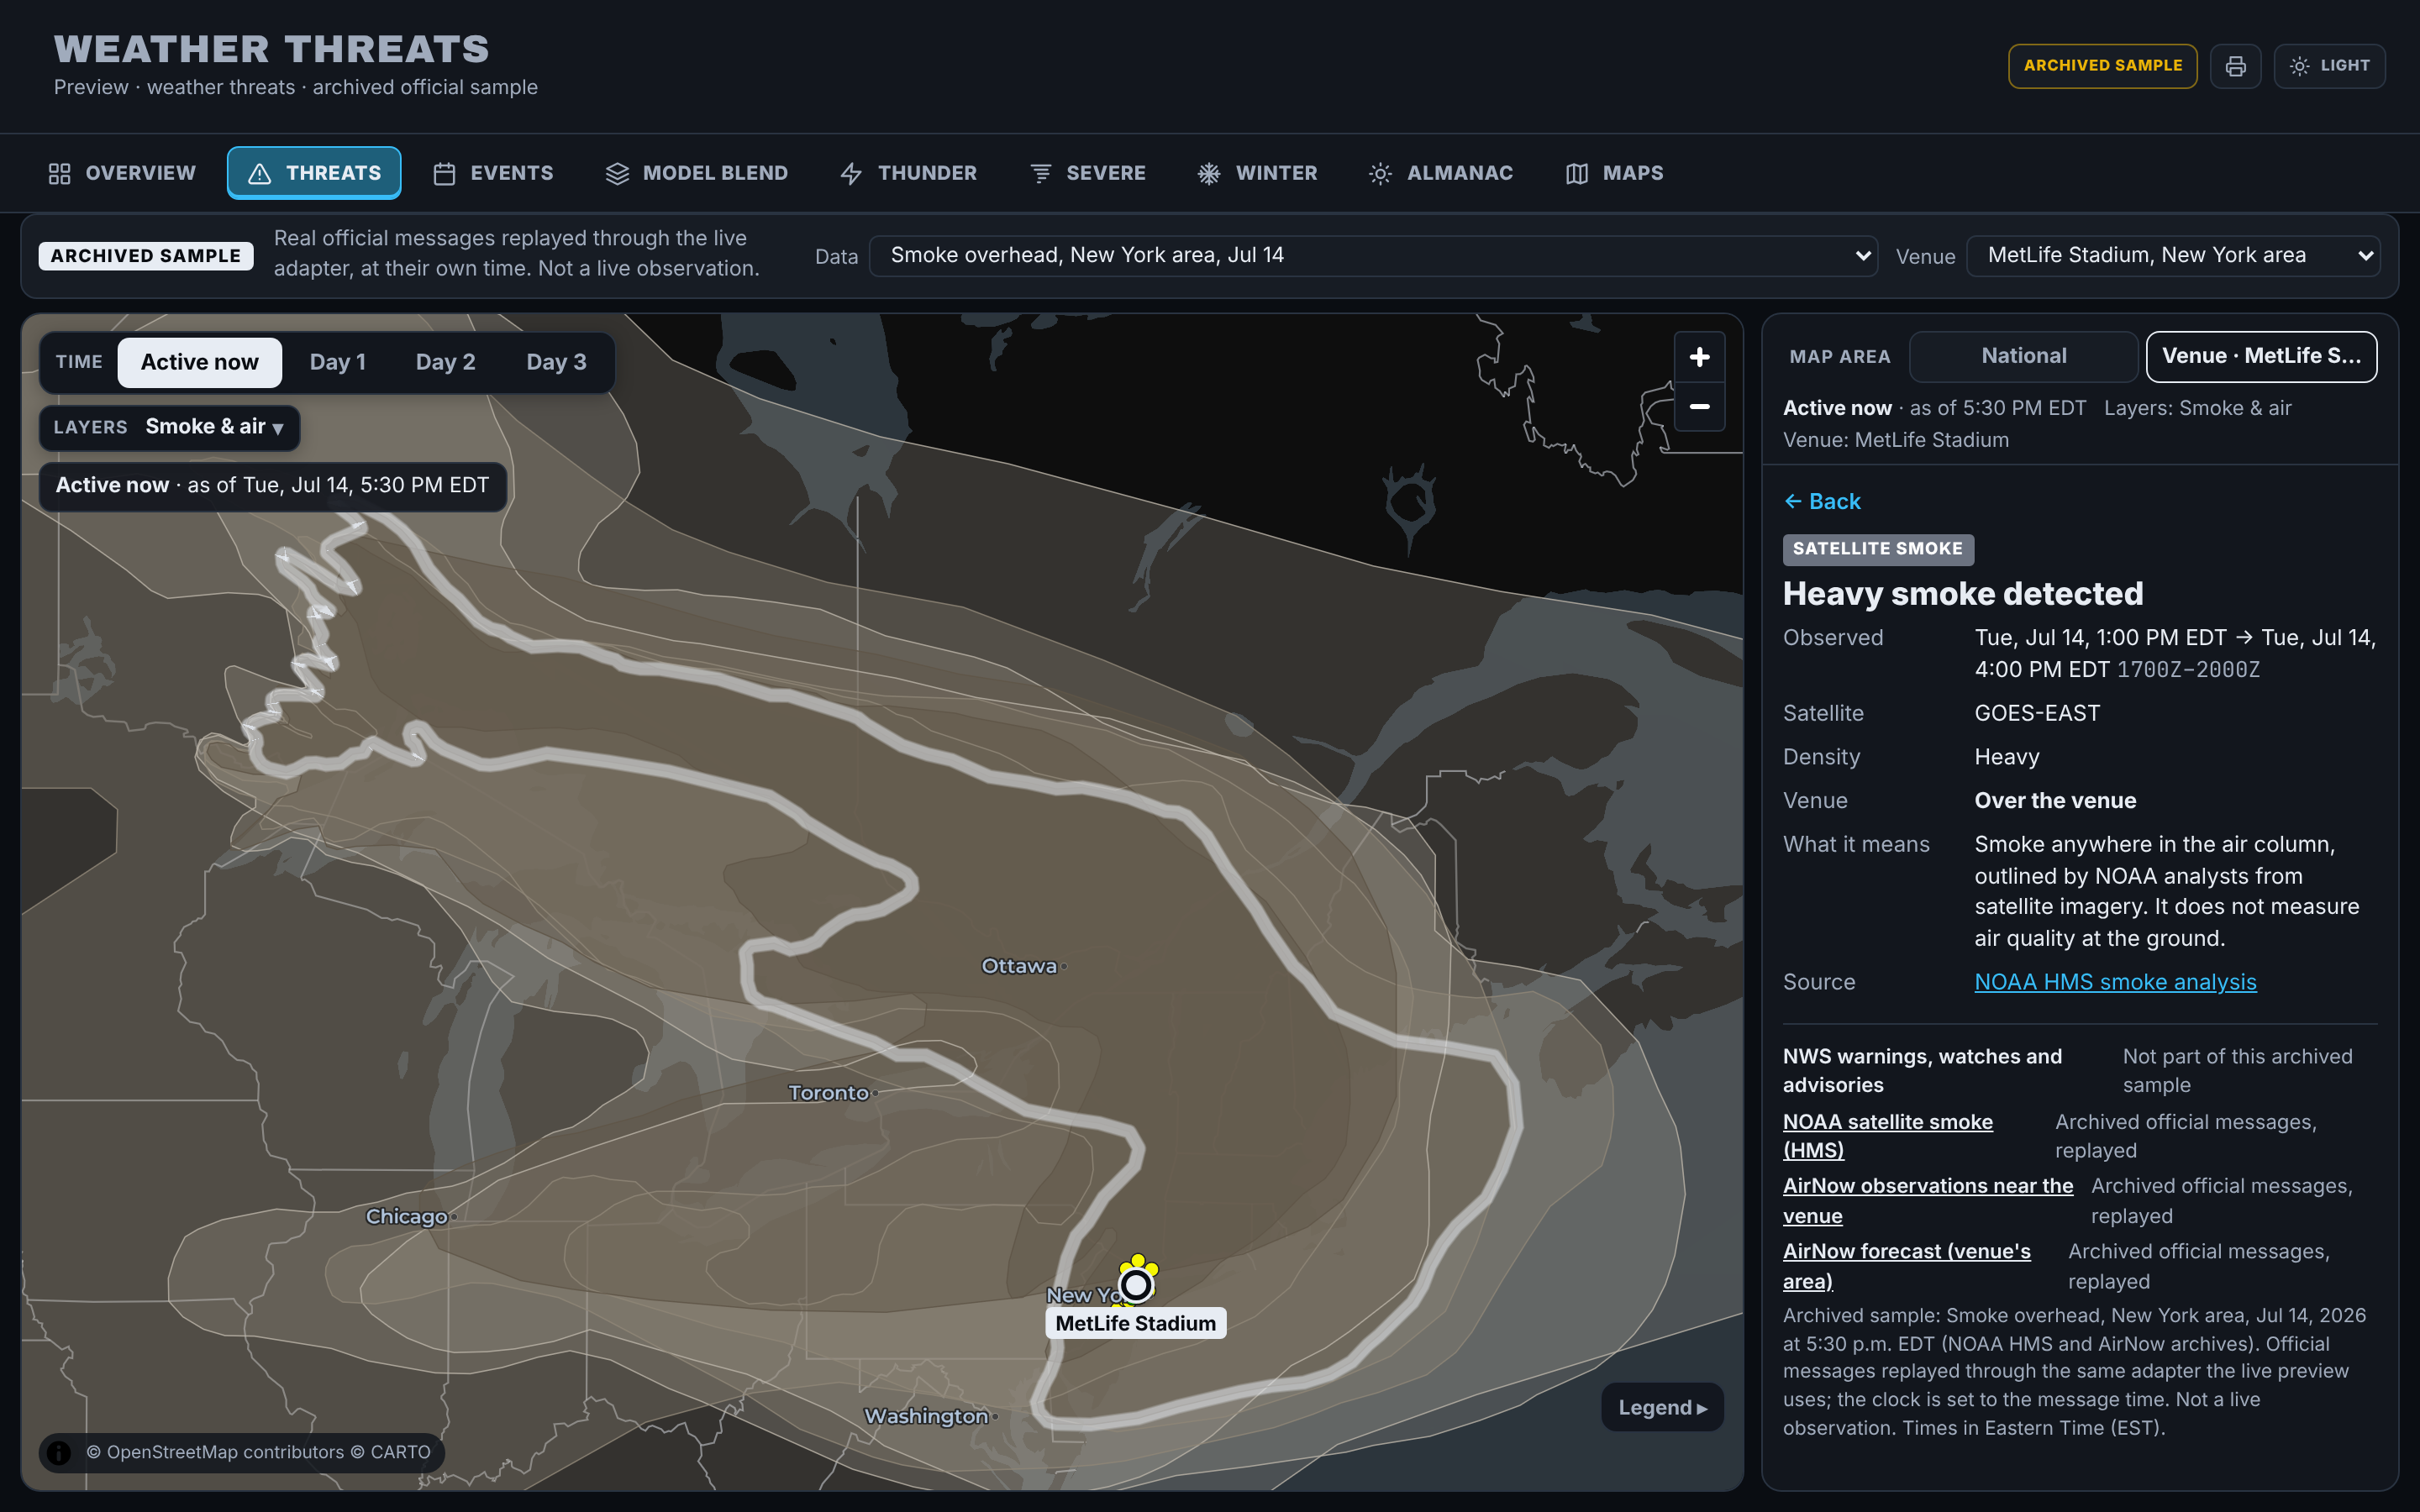 WEATHER THREATS
Preview · weather threats · archived official sample
ARCHIVED SAMPLE
LIGHT
OVERVIEW
THREATS
EVENTS
MODEL BLEND
THUNDER
SEVERE
WINTER
ALMANAC
MAPS
ARCHIVED SAMPLE
Real official messages replayed through the live
adapter, at their own time. Not a live observation.
Data
Smoke overhead, New York area, Jul 14
Venue
MetLife Stadium, New York area
TIME
Active now
Day 1
Day 2
Day 3
LAYERS Smoke & air ▾
Active now · as of Tue, Jul 14, 5:30 PM EDT
+
−
Ottawa
Toronto
Chicago
New Yo
MetLife Stadium
Washington
Legend ▸
© OpenStreetMap contributors © CARTO
MAP AREA
National
Venue · MetLife S...
Active now · as of 5:30 PM EDT Layers: Smoke & air
Venue: MetLife Stadium
← Back
SATELLITE SMOKE
Heavy smoke detected
Observed
Tue, Jul 14, 1:00 PM EDT → Tue, Jul 14,
4:00 PM EDT 1700Z–2000Z
Satellite
GOES-EAST
Density
Heavy
Venue
Over the venue
What it means
Smoke anywhere in the air column,
outlined by NOAA analysts from
satellite imagery. It does not measure
air quality at the ground.
Source
NOAA HMS smoke analysis
NWS warnings, watches and
advisories
Not part of this archived
sample
NOAA satellite smoke
(HMS)
Archived official messages,
replayed
AirNow observations near the
venue
Archived official messages,
replayed
AirNow forecast (venue's
area)
Archived official messages,
replayed
Archived sample: Smoke overhead, New York area, Jul 14, 2026
at 5:30 p.m. EDT (NOAA HMS and AirNow archives). Official
messages replayed through the same adapter the live preview
uses; the clock is set to the message time. Not a live
observation. Times in Eastern Time (EST).